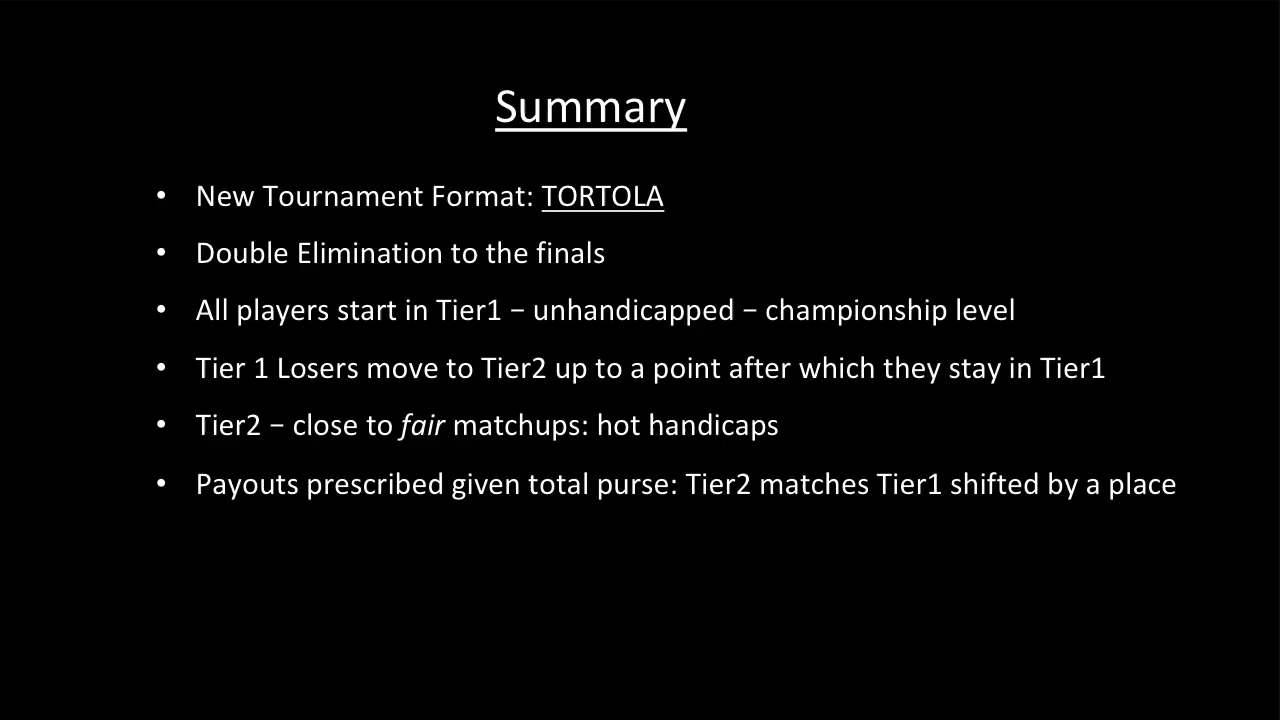 Summary
• New Tournament Format: TORTOLA
• Double Elimination to the finals
• All players start in Tier1 – unhandicapped – championship level
• Tier 1 Losers move to Tier2 up to a point after which they stay in Tier1
• Tier2 – close to fair matchups: hot handicaps
• Payouts prescribed given total purse: Tier2 matches Tier1 shifted by a place